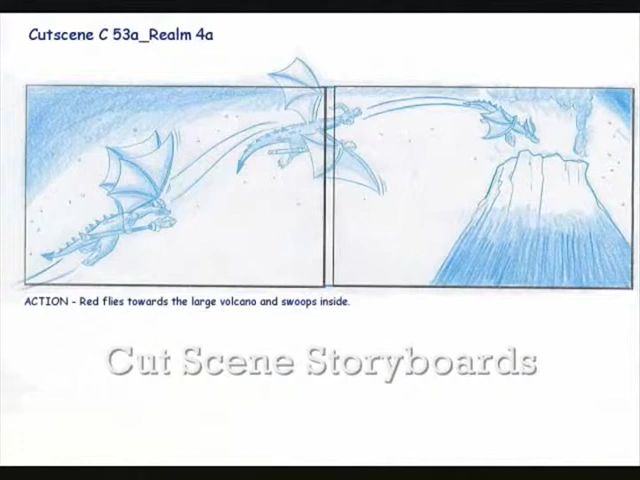 Cutscene C 53a_Realm 4a
ACTION - Red flies towards the large volcano and swoops inside.
Cut Scene Storyboards